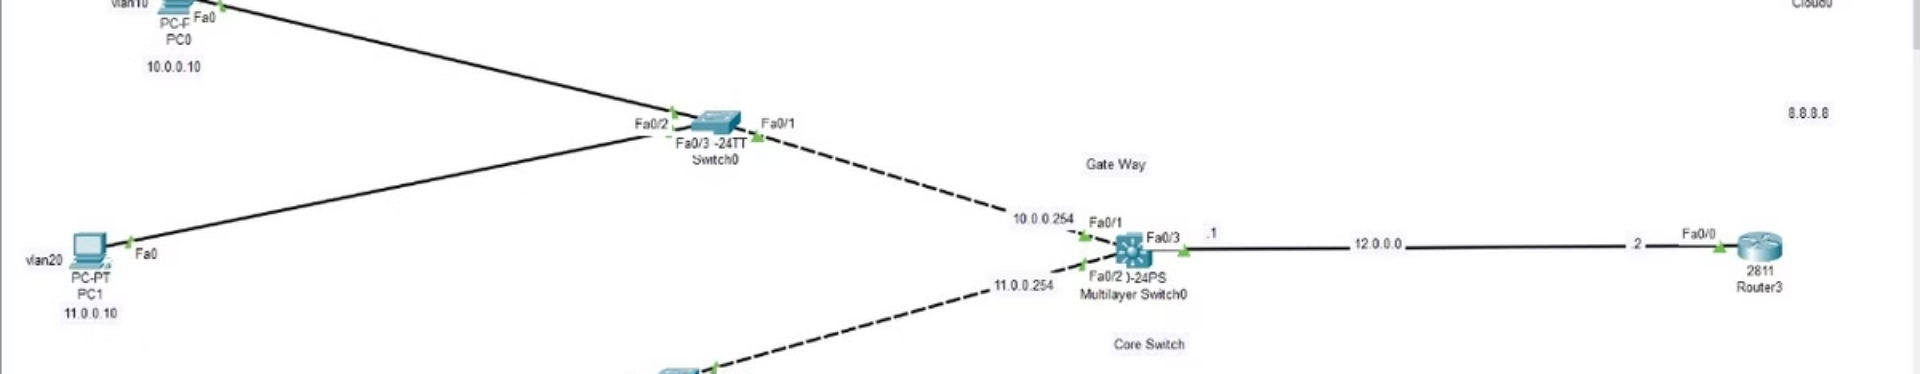 vlan10
Fa0
PC-F
PC0
10.0.0.10
Cloud0
8.8.8.8
Fa0/2
Fa0/1
Fa0/3 -24TT
Switch0
Gate Way
10.0.0.254
Fa0/1
Fa0/3
.1
12.0.0.0
.2
Fa0/0
vlan20
Fa0
PC-PT
PC1
11.0.0.10
11.0.0.254
Fa0/2 )-24PS
Multilayer Switch0
2811
Router3
Core Switch